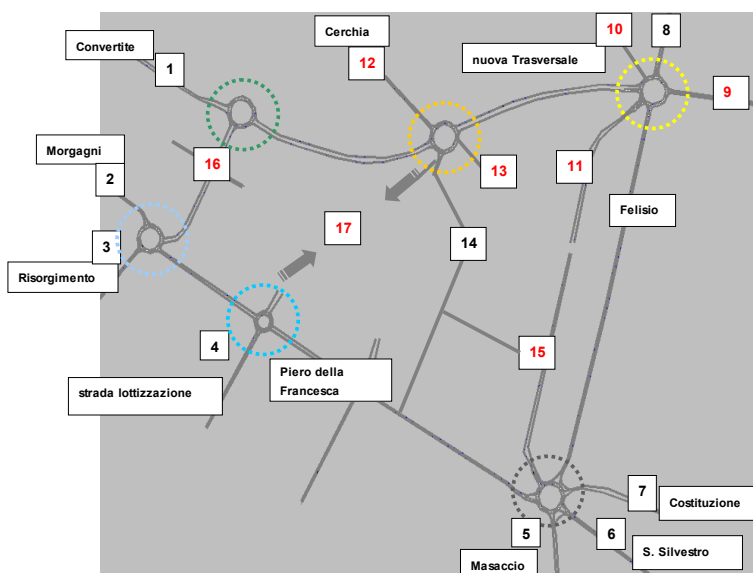 Cerchia
10
8
Convertite
nuova Trasversale
1
12
9
Morgagni
16
13
11
2
17
Felisio
3
14
Risorgimento
4
15
Piero della
Francesca
strada lottizzazione
7
Costituzione
5
6
S. Silvestro
Masaccio